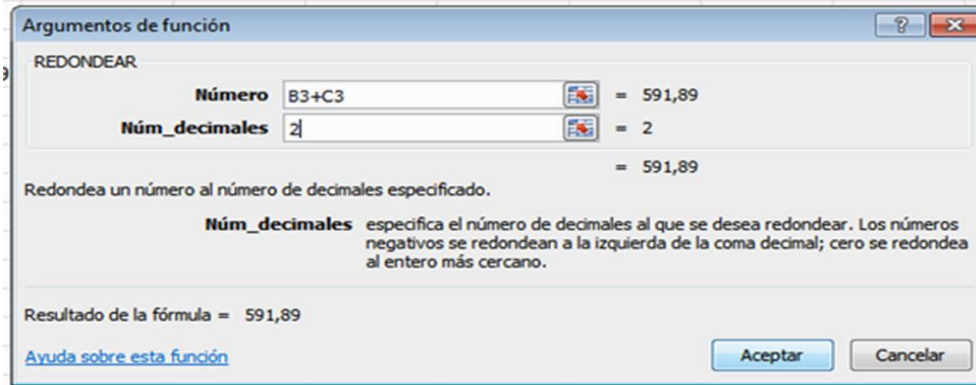 Argumentos de función
REDONDEAR
Número B3+C3 = 591,89
Núm_decimales 2 = 2
= 591,89
Redondea un número al número de decimales especificado.
Núm_decimales especifica el número de decimales al que se desea redondear. Los números
negativos se redondean a la izquierda de la coma decimal; cero se redondea
al entero más cercano.
Resultado de la fórmula = 591,89
Ayuda sobre esta función Aceptar Cancelar